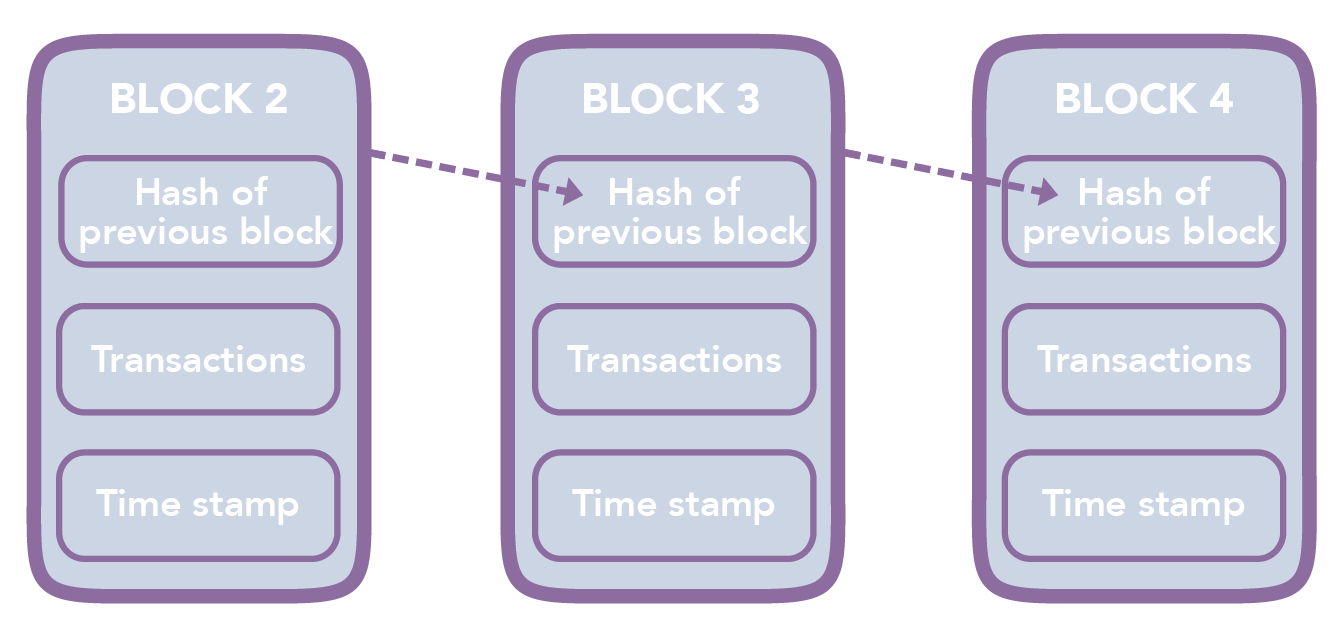 BLOCK 2
Hash of
previous block
Transactions
Time stamp
BLOCK 3
Hash of
previous block
Transactions
Time stamp
BLOCK 4
Hash of
previous block
Transactions
Time stamp